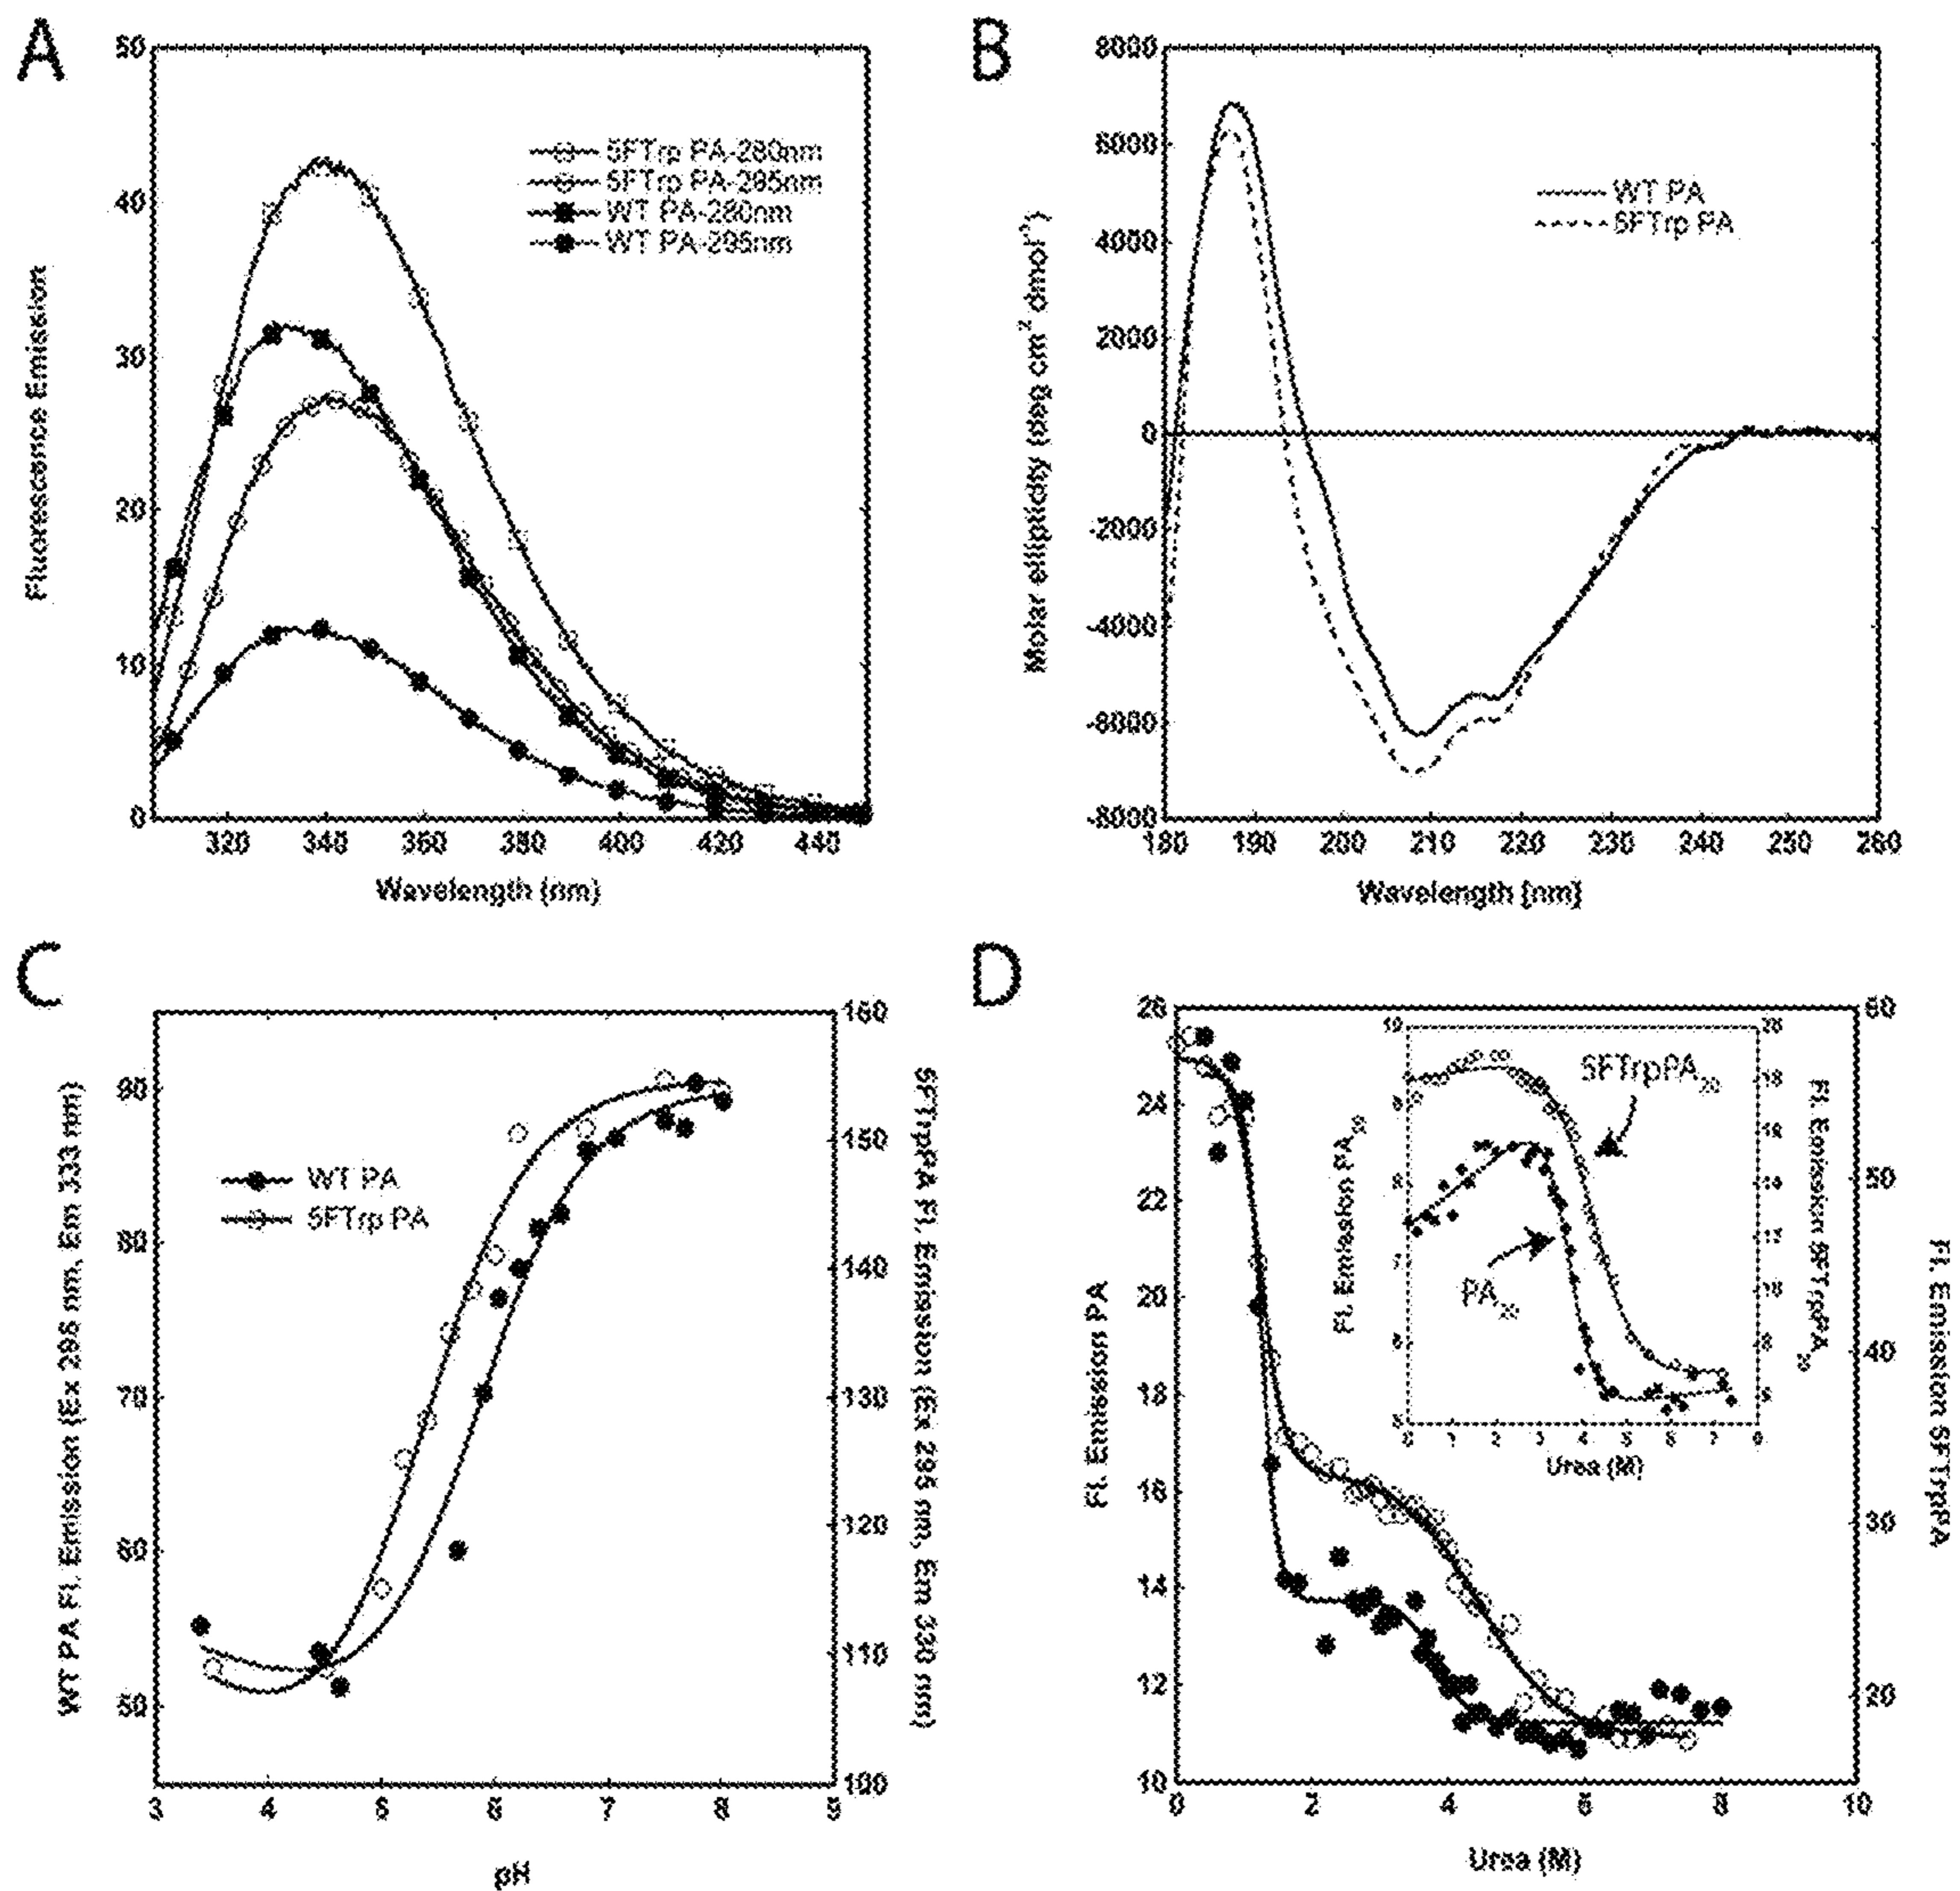 A
50
40
30
20
10
0
320
340
360
380
400
420
440
Fluorescence Emission
Wavelength (nm)
5FTrp PA-280nm
5FTrp PA-295nm
WT PA-280nm
WT PA-295nm
B
8000
6000
4000
2000
0
-2000
-4000
-6000
-8000
180
190
200
210
220
230
240
250
260
Molar ellipticity (deg cm² dmol⁻¹)
Wavelength [nm]
WT PA
5FTrp PA
C
90
80
70
60
50
160
150
140
130
120
110
100
3
4
5
6
7
8
9
WT PA Fl. Emission (Ex 295 nm, Em 333 nm)
5FTrpPA Fl. Emission (Ex 295 nm, Em 330 nm)
pH
WT PA
5FTrp PA
D
26
24
22
20
18
16
14
12
10
60
50
40
30
20
0
2
4
6
8
10
Fl. Emission PA
Fl. Emission 5FTrpPA
Urea (M)
5FTrpPA₂₀
PA₂₀
Fl. Emission PA₂₀
Fl. Emission 5FTrpPA₂₀
Urea (M)